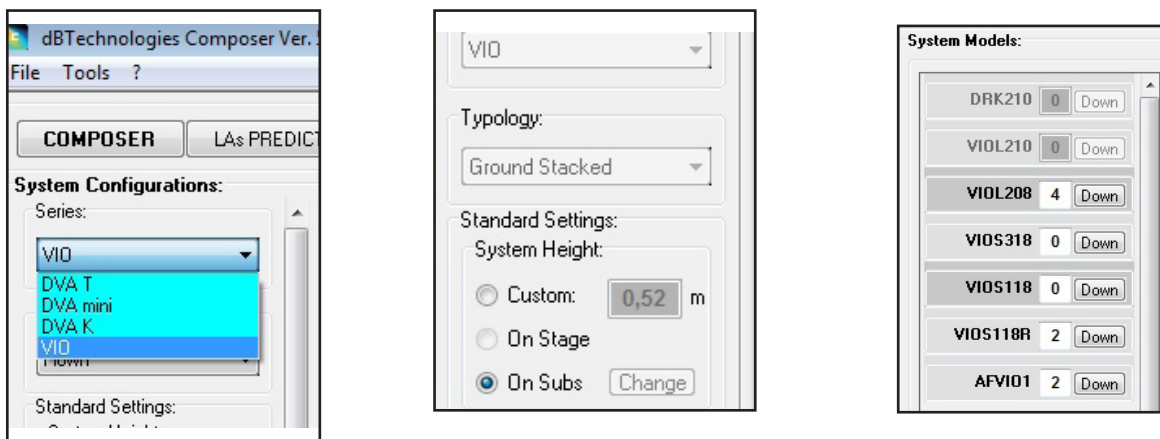 dBTechnologies Composer Ver.
File Tools ?
COMPOSER
LAs PREDICT
System Configurations:
Series:
VIO
DVA T
DVA mini
DVA K
VIO
Standard Settings:
VIO
Typology:
Ground Stacked
Standard Settings:
System Height:
Custom: 0,52 m
On Stage
On Subs Change
System Models:
DRK210 0 Down
VIOL210 0 Down
VIOL208 4 Down
VIOS318 0 Down
VIOS118 0 Down
VIOS118R 2 Down
AFVIO1 2 Down